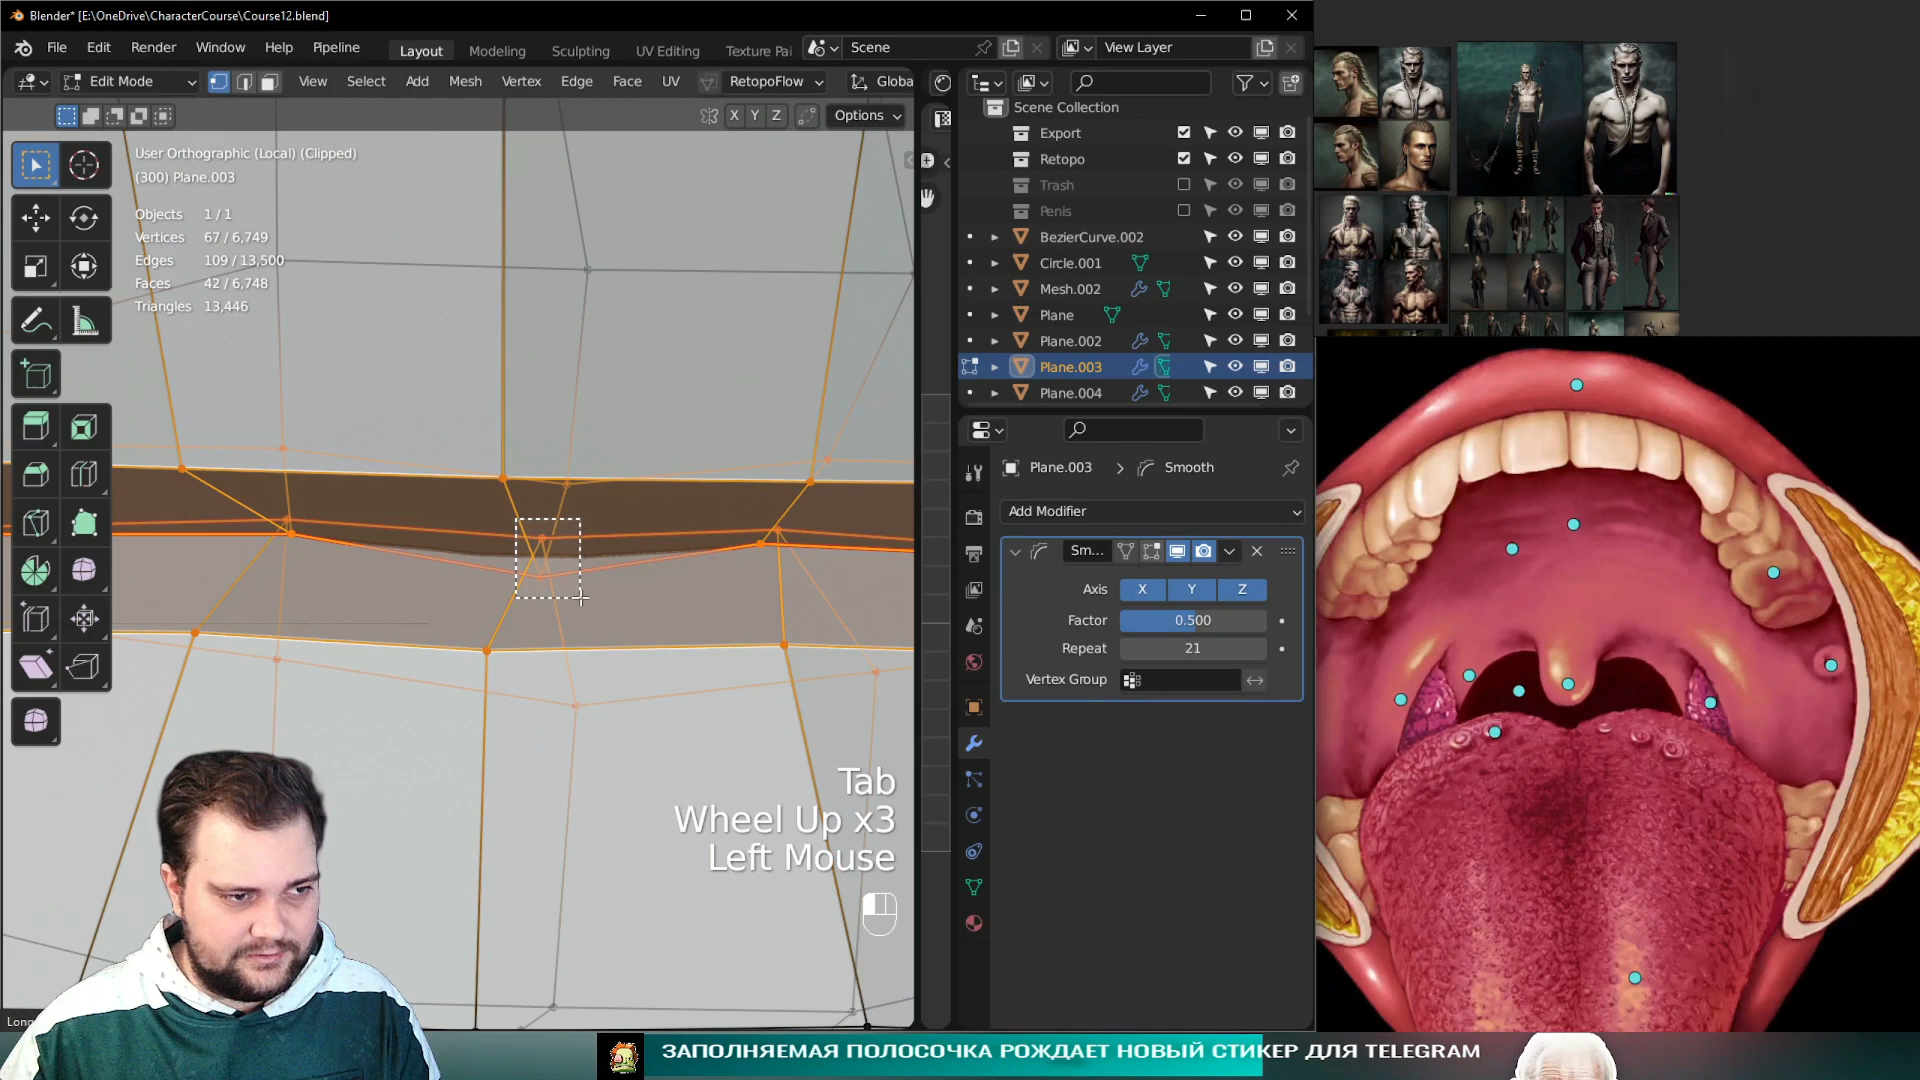 Blender* [E:\OneDrive\CharacterCourse\Course12.blend]
File Edit Render Window Help Pipeline Layout Modeling Sculpting UV Editing Texture Pai Scene View Layer
Edit Mode View Select Add Mesh Vertex Edge Face UV RetopoFlow Globa
X Y Z Options
User Orthographic (Local) (Clipped)
(300) Plane.003
Objects 1 / 1
Vertices 67 / 6,749
Edges 109 / 13,500
Faces 42 / 6,748
Triangles 13,446
Scene Collection
Export
Retopo
Trash
Penis
BezierCurve.002
Circle.001
Mesh.002
Plane
Plane.002
Plane.003
Plane.004
Plane.003 Smooth
Add Modifier
Sm...
Axis X Y Z
Factor 0.500
Repeat 21
Vertex Group
Tab
Wheel Up x3
Left Mouse
ЗАПОЛНЯЕМАЯ ПОЛОСОЧКА РОЖДАЕТ НОВЫЙ СТИКЕР ДЛЯ TELEGRAM